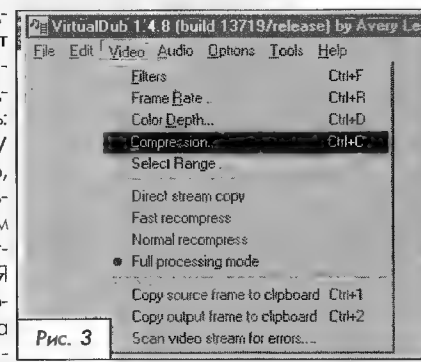 VirtualDub 1.4.8 (build 13719/release) by Avery Le
File Edit Video Audio Options Tools Help
Filters Ctrl+F
Frame Rate... Ctrl+R
Color Depth... Ctrl+D
Compression... Ctrl+C
Select Range...
Direct stream copy
Fast recompress
Normal recompress
Full processing mode
Copy source frame to clipboard Ctrl+1
Copy output frame to clipboard Ctrl+2
Scan video stream for errors...
Рис. 3